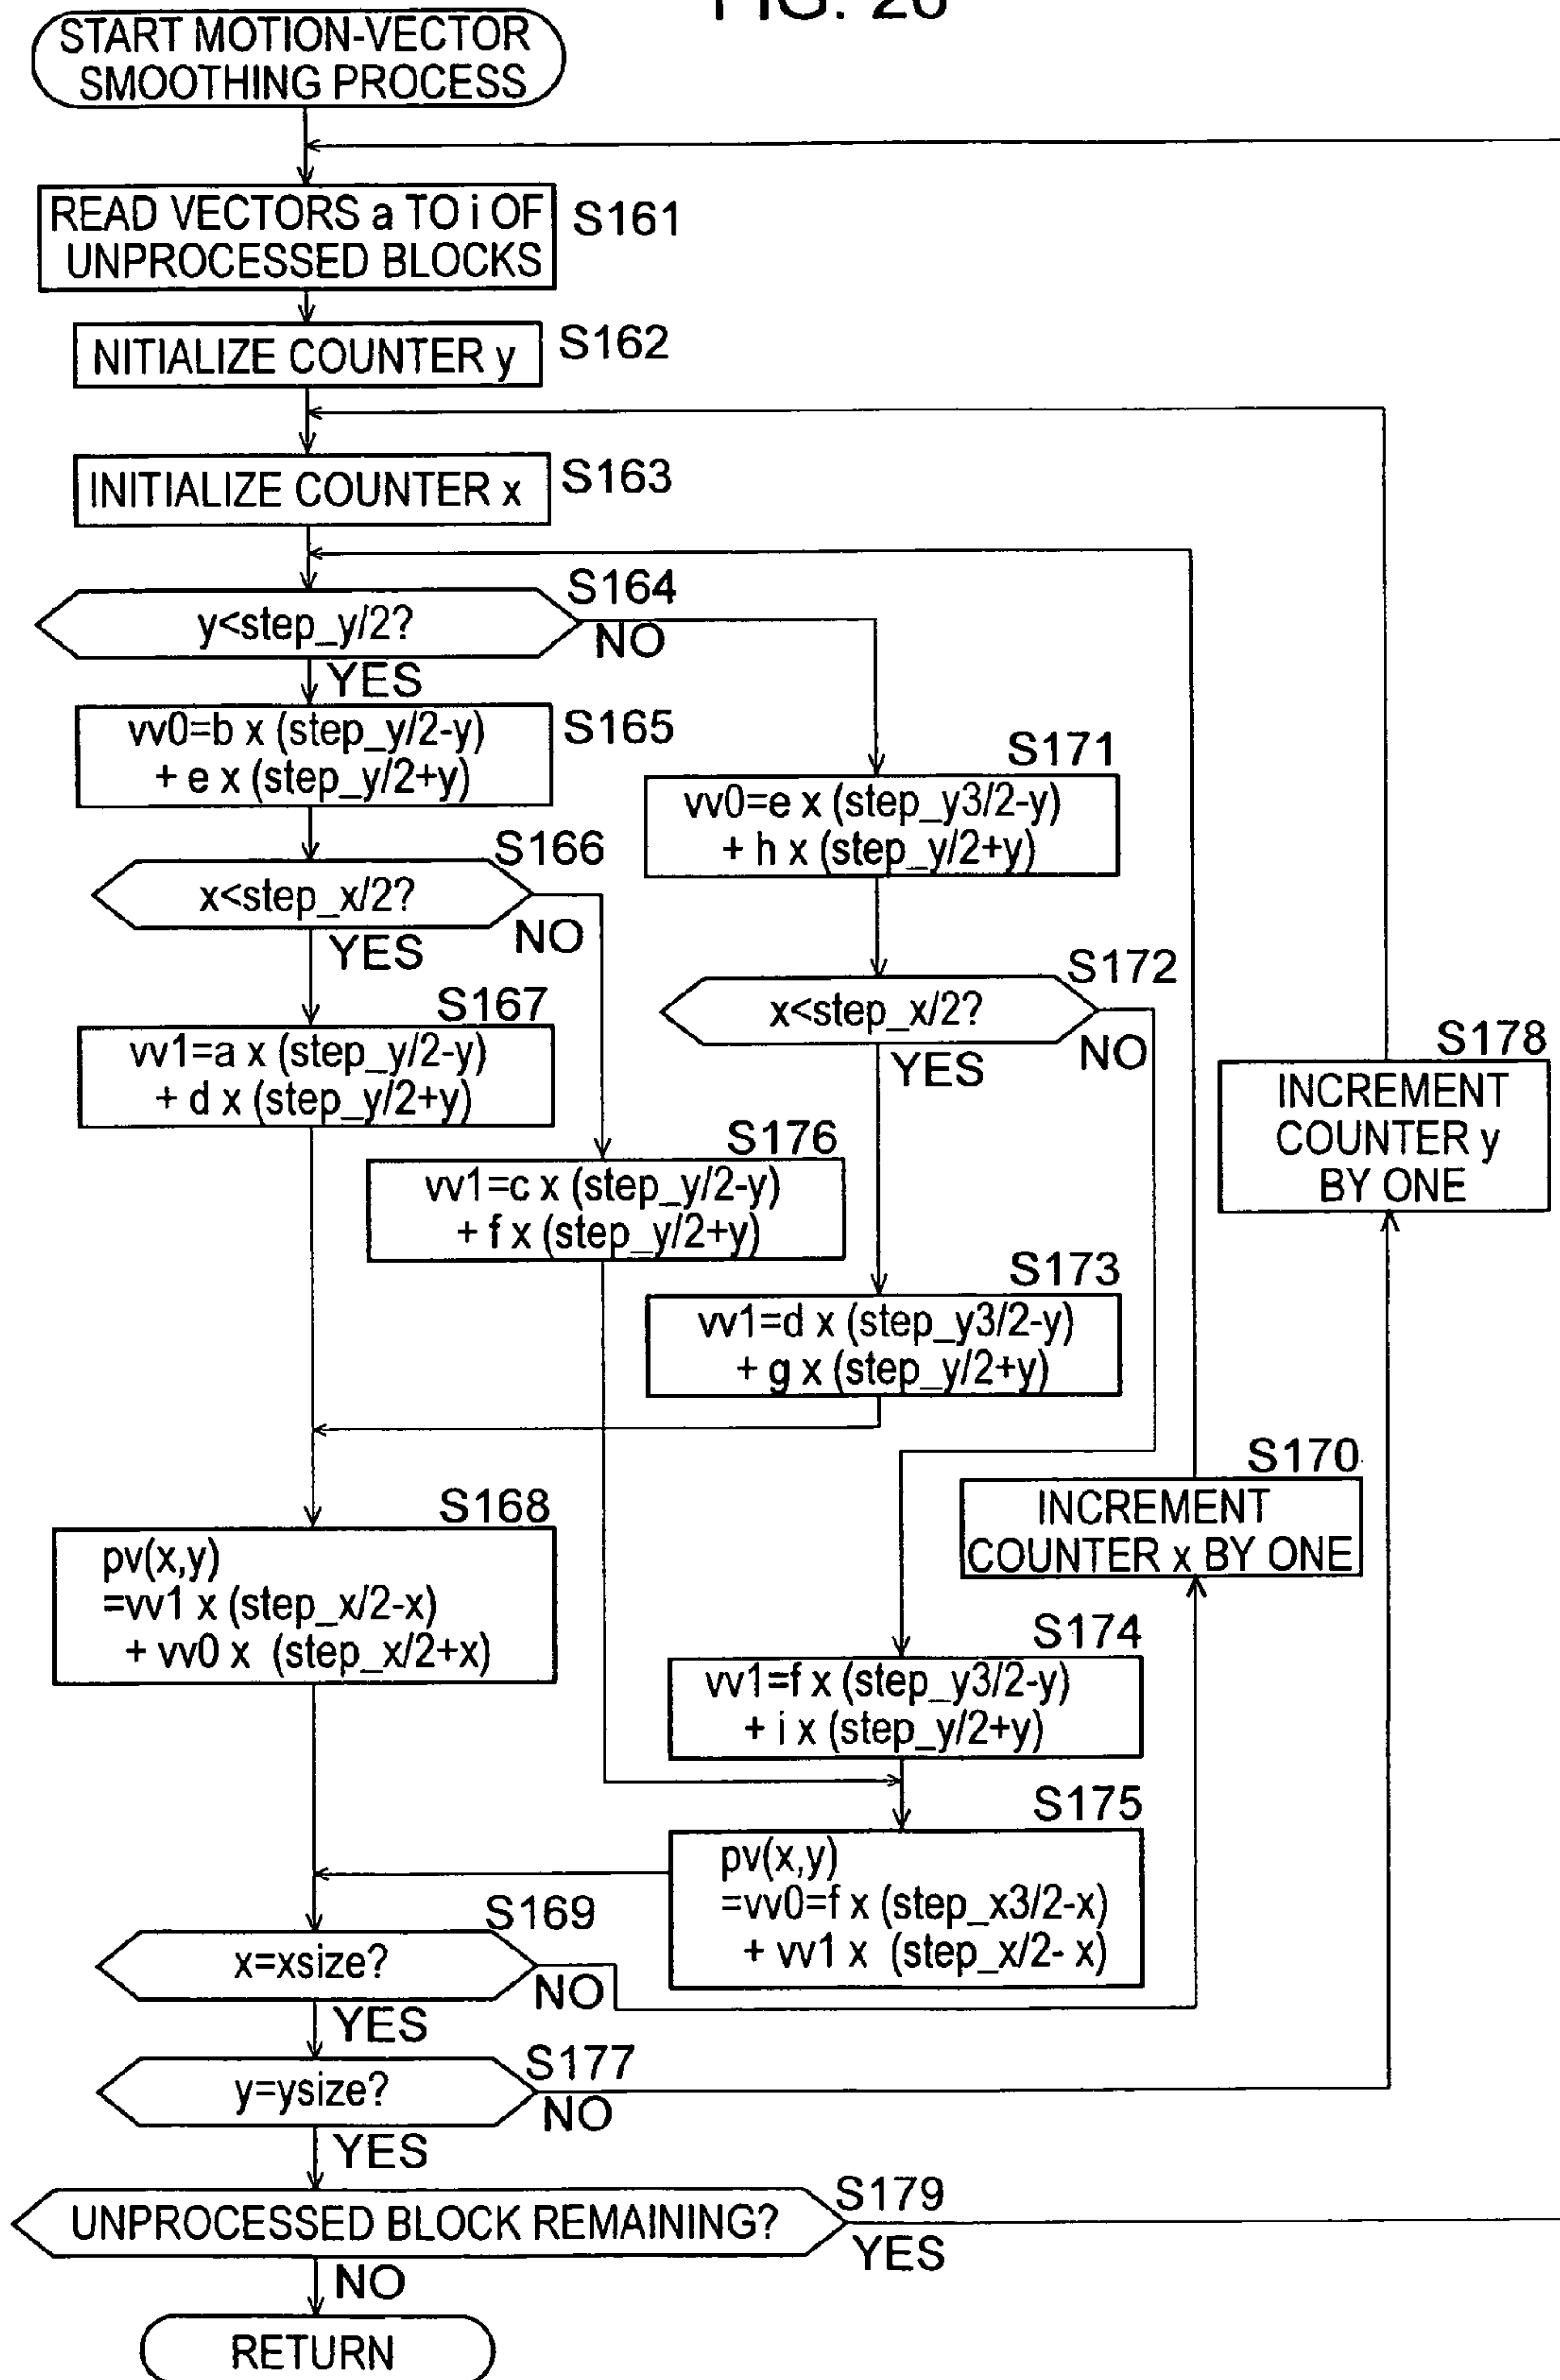 FIG. 26
START MOTION-VECTOR
SMOOTHING PROCESS
READ VECTORS a TO i OF
UNPROCESSED BLOCKS
S161
NITIALIZE COUNTER y
S162
INITIALIZE COUNTER x
S163
S164
y<step_y/2?
NO
YES
vv0=b x (step_y/2-y)
+ e x (step_y/2+y)
S165
S171
vv0=e x (step_y3/2-y)
+ h x (step_y/2+y)
S166
x<step_x/2?
NO
YES
S172
x<step_x/2?
NO
YES
S167
vv1=a x (step_y/2-y)
+ d x (step_y/2+y)
S178
INCREMENT
COUNTER y
BY ONE
S176
vv1=c x (step_y/2-y)
+ f x (step_y/2+y)
S173
vv1=d x (step_y3/2-y)
+ g x (step_y/2+y)
S170
INCREMENT
COUNTER x BY ONE
S168
pv(x,y)
=vv1 x (step_x/2-x)
+ vv0 x (step_x/2+x)
S174
vv1=f x (step_y3/2-y)
+ i x (step_y/2+y)
S175
pv(x,y)
=vv0=f x (step_x3/2-x)
+ vv1 x (step_x/2- x)
S169
x=xsize?
NO
YES
S177
y=ysize?
NO
YES
S179
UNPROCESSED BLOCK REMAINING?
YES
NO
RETURN